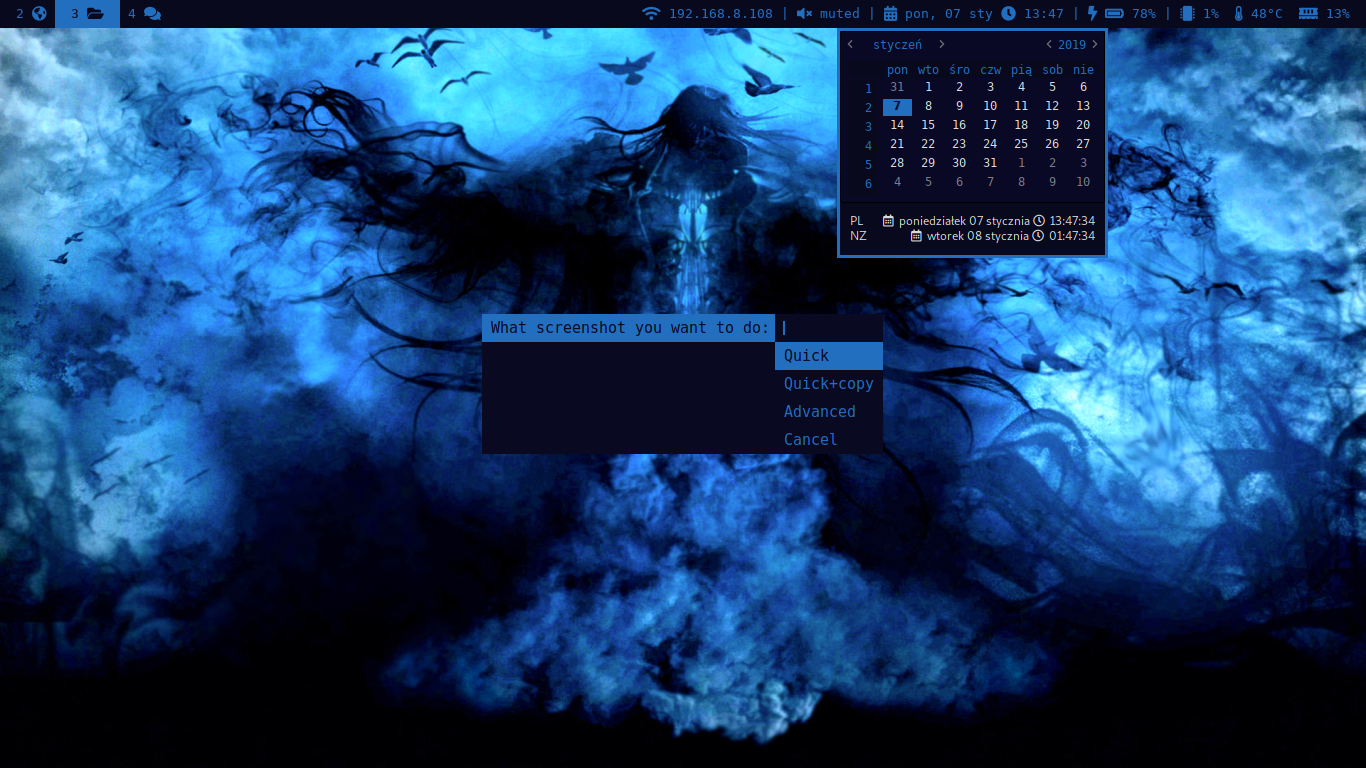 2 3 4 192.168.8.108 | muted | pon, 07 sty 13:47 | 78% | 1% 48°C 13%
< styczeń > < 2019 >
pon wto śro czw pią sob nie
1 31 1 2 3 4 5 6
2 7 8 9 10 11 12 13
3 14 15 16 17 18 19 20
4 21 22 23 24 25 26 27
5 28 29 30 31 1 2 3
6 4 5 6 7 8 9 10
PL poniedziałek 07 stycznia 13:47:34
NZ wtorek 08 stycznia 01:47:34
What screenshot you want to do:
Quick
Quick+copy
Advanced
Cancel